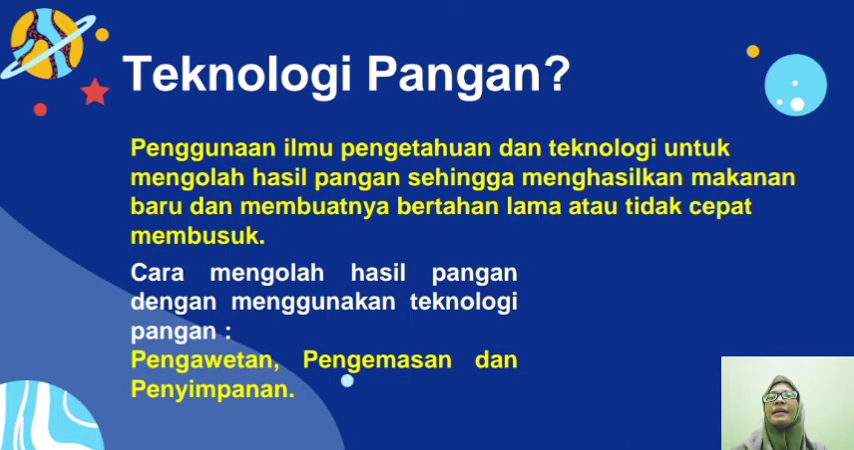 Teknologi Pangan?
Penggunaan ilmu pengetahuan dan teknologi untuk
mengolah hasil pangan sehingga menghasilkan makanan
baru dan membuatnya bertahan lama atau tidak cepat
membusuk.
Cara mengolah hasil pangan
dengan menggunakan teknologi
pangan :
Pengawetan, Pengemasan dan
Penyimpanan.